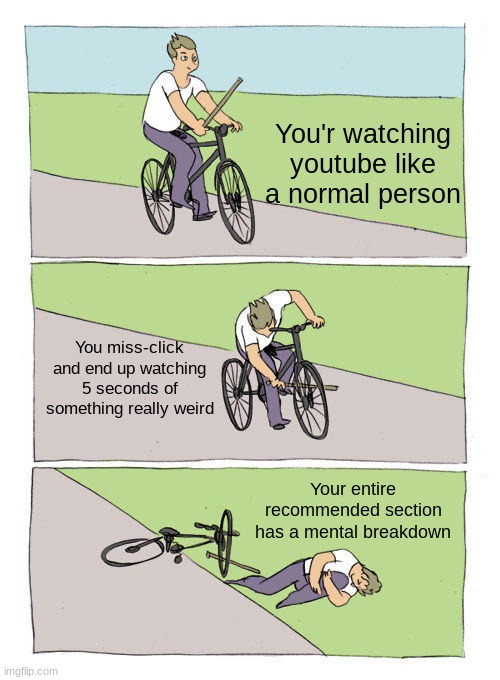 You'r watching
youtube like
a normal person
You miss-click
and end up watching
5 seconds of
something really weird
Your entire
recommended section
has a mental breakdown
imgflip.com